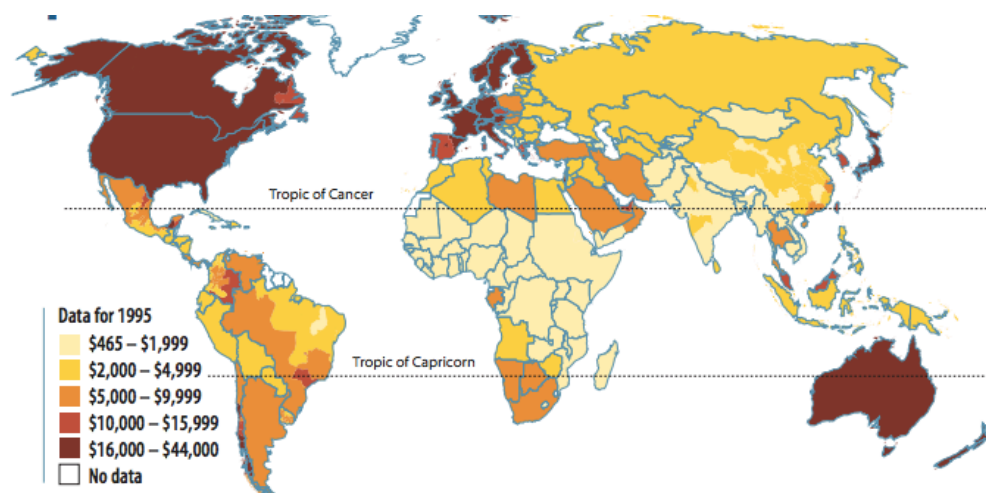 Tropic of Cancer
Tropic of Capricorn
Data for 1995
$465 – $1,999
$2,000 – $4,999
$5,000 – $9,999
$10,000 – $15,999
$16,000 – $44,000
No data